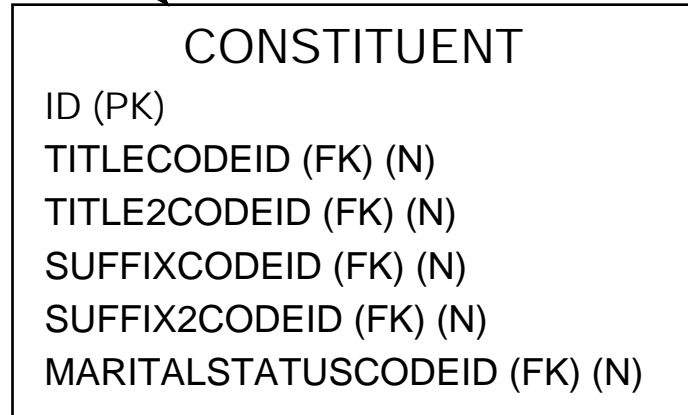 CONSTITUENT
ID (PK)
TITLECODEID (FK) (N)
TITLE2CODEID (FK) (N)
SUFFIXCODEID (FK) (N)
SUFFIX2CODEID (FK) (N)
MARITALSTATUSCODEID (FK) (N)